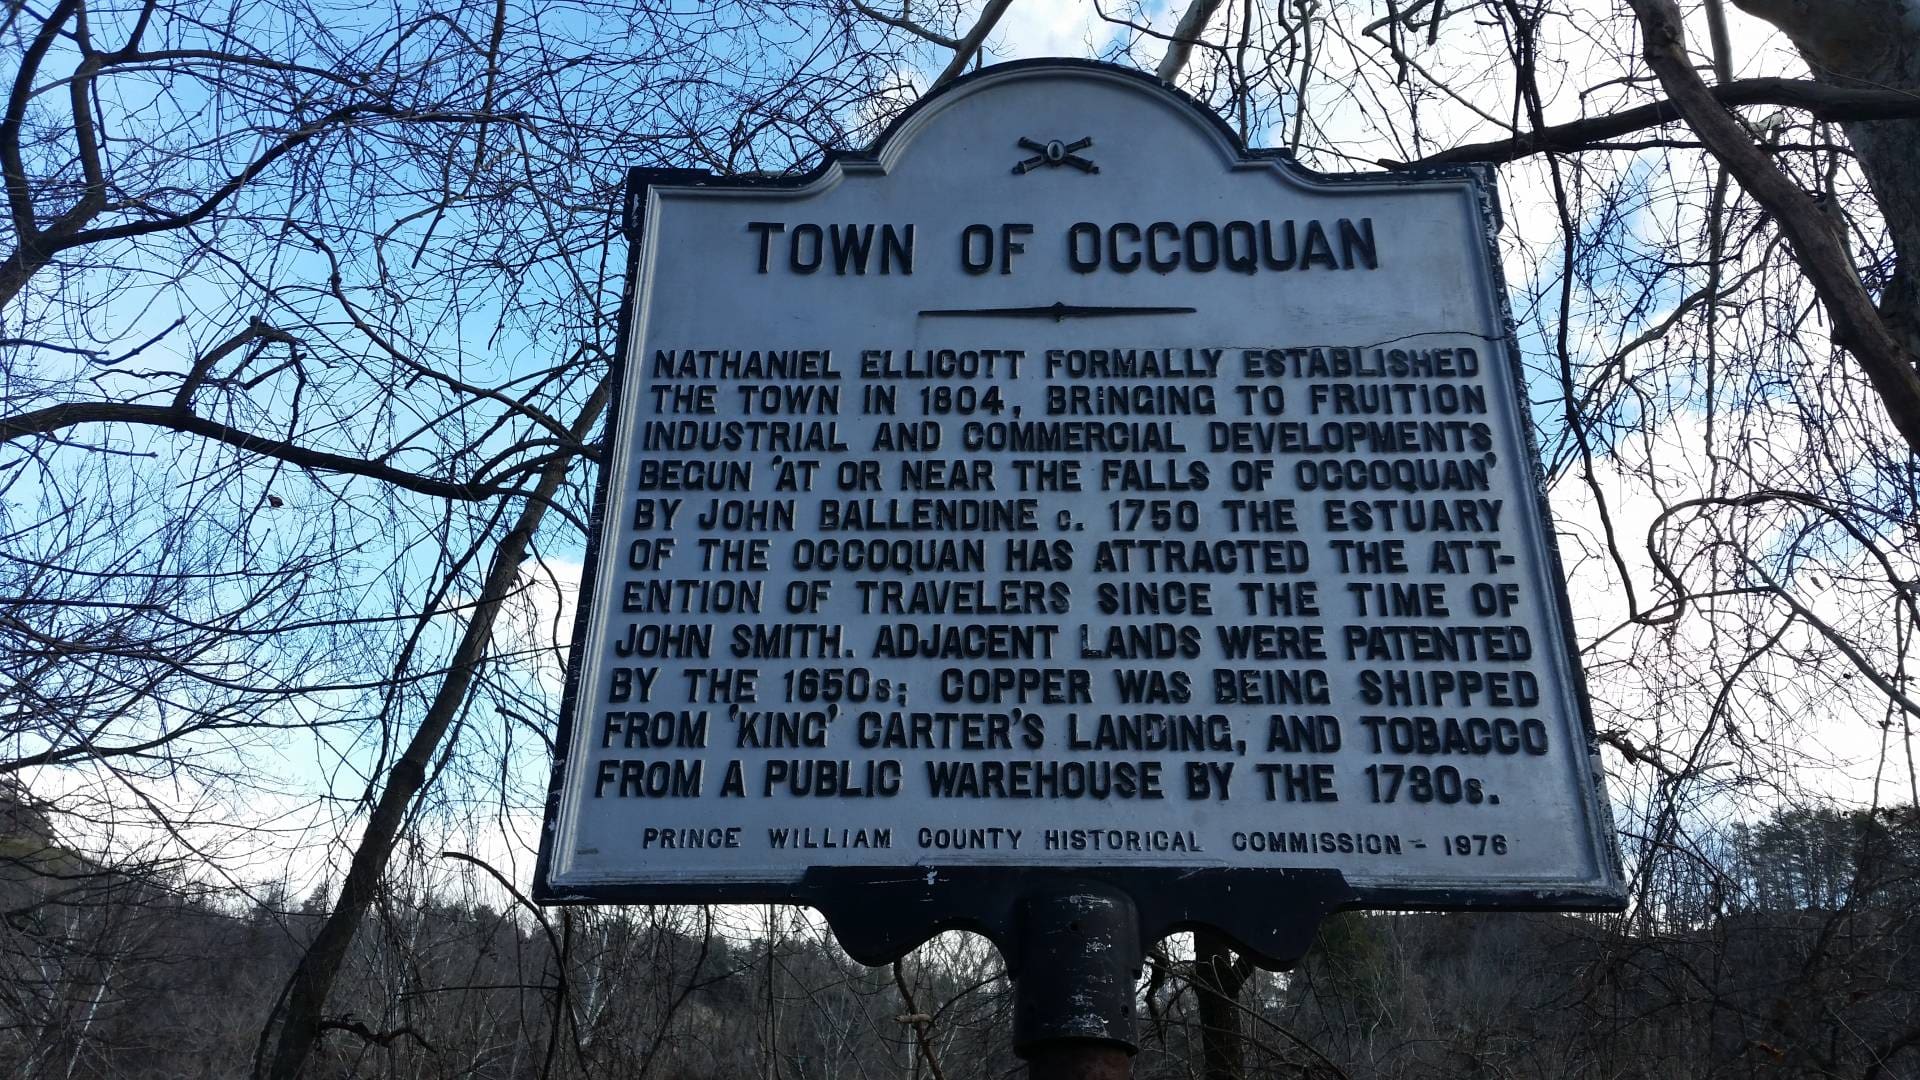 TOWN OF OCCOQUAN
NATHANIEL ELLICOTT FORMALLY ESTABLISHED
THE TOWN IN 1804, BRINGING TO FRUITION
INDUSTRIAL AND COMMERCIAL DEVELOPMENTS
BEGUN 'AT OR NEAR THE FALLS OF OCCOQUAN'
BY JOHN BALLENDINE c. 1750 THE ESTUARY
OF THE OCCOQUAN HAS ATTRACTED THE ATT-
ENTION OF TRAVELERS SINCE THE TIME OF
JOHN SMITH. ADJACENT LANDS WERE PATENTED
BY THE 1650s; COPPER WAS BEING SHIPPED
FROM 'KING' CARTER'S LANDING, AND TOBACCO
FROM A PUBLIC WAREHOUSE BY THE 1730s.
PRINCE WILLIAM COUNTY HISTORICAL COMMISSION - 1976